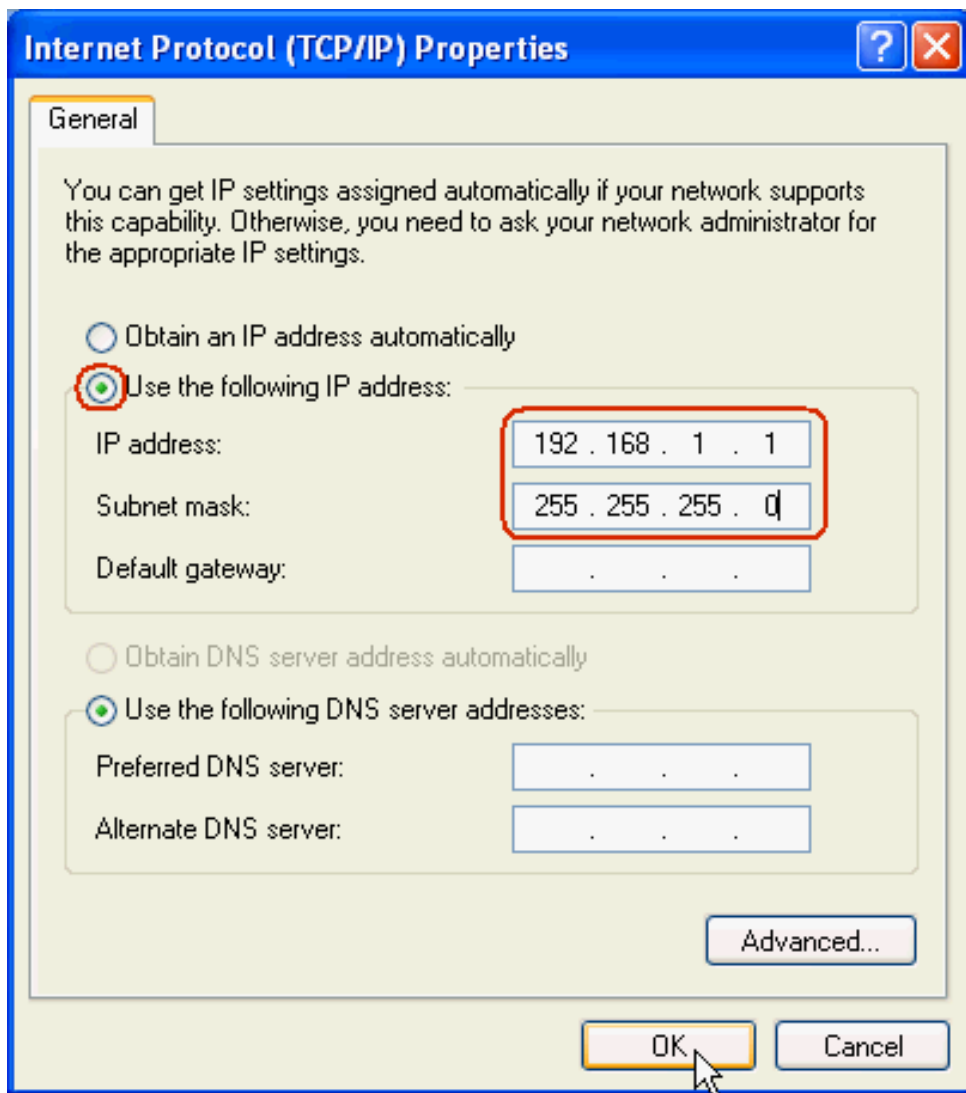 Internet Protocol (TCP/IP) Properties
General
You can get IP settings assigned automatically if your network supports
this capability. Otherwise, you need to ask your network administrator for
the appropriate IP settings.
Obtain an IP address automatically
Use the following IP address:
IP address: 192 . 168 . 1 . 1
Subnet mask: 255 . 255 . 255 . 0
Default gateway: . . .
Obtain DNS server address automatically
Use the following DNS server addresses:
Preferred DNS server: . . .
Alternate DNS server: . . .
Advanced...
OK Cancel